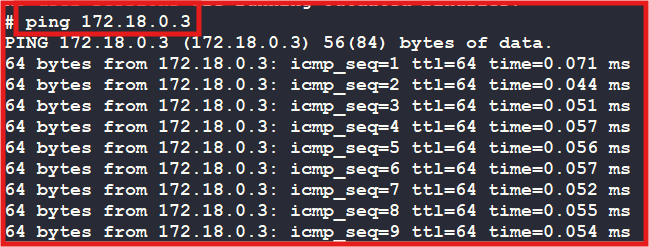 # ping 172.18.0.3
PING 172.18.0.3 (172.18.0.3) 56(84) bytes of data.
64 bytes from 172.18.0.3: icmp_seq=1 ttl=64 time=0.071 ms
64 bytes from 172.18.0.3: icmp_seq=2 ttl=64 time=0.044 ms
64 bytes from 172.18.0.3: icmp_seq=3 ttl=64 time=0.051 ms
64 bytes from 172.18.0.3: icmp_seq=4 ttl=64 time=0.057 ms
64 bytes from 172.18.0.3: icmp_seq=5 ttl=64 time=0.056 ms
64 bytes from 172.18.0.3: icmp_seq=6 ttl=64 time=0.057 ms
64 bytes from 172.18.0.3: icmp_seq=7 ttl=64 time=0.052 ms
64 bytes from 172.18.0.3: icmp_seq=8 ttl=64 time=0.055 ms
64 bytes from 172.18.0.3: icmp_seq=9 ttl=64 time=0.054 ms